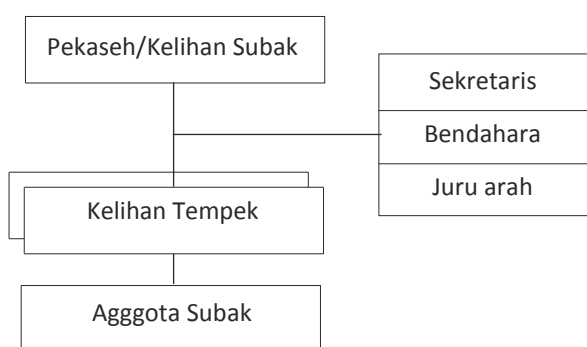 Pekaseh/Kelihan Subak
Sekretaris
Bendahara
Juru arah
Kelihan Tempek
Agggota Subak